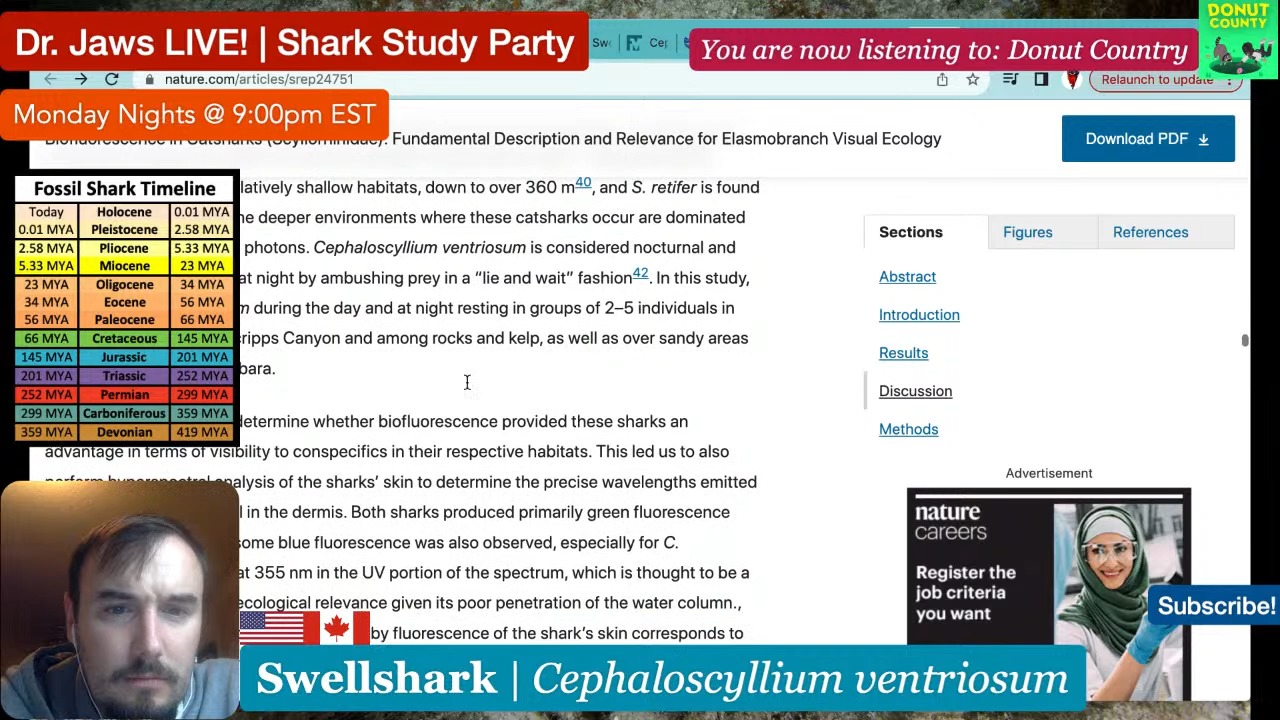 Dr. Jaws LIVE! | Shark Study Party
You are now listening to: Donut Country
DONUT
COUNTY
nature.com/articles/srep24751
Relaunch to update
Monday Nights @ 9:00pm EST
Fundamental Description and Relevance for Elasmobranch Visual Ecology
Download PDF
Fossil Shark Timeline
Today Holocene 0.01 MYA
0.01 MYA Pleistocene 2.58 MYA
2.58 MYA Pliocene 5.33 MYA
5.33 MYA Miocene 23 MYA
23 MYA Oligocene 34 MYA
34 MYA Eocene 56 MYA
56 MYA Paleocene 66 MYA
66 MYA Cretaceous 145 MYA
145 MYA Jurassic 201 MYA
201 MYA Triassic 252 MYA
252 MYA Permian 299 MYA
299 MYA Carboniferous 359 MYA
359 MYA Devonian 419 MYA
latively shallow habitats, down to over 360 m40, and S. retifer is found
ne deeper environments where these catsharks occur are dominated
photons. Cephaloscyllium ventriosum is considered nocturnal and
at night by ambushing prey in a “lie and wait” fashion42. In this study,
m during the day and at night resting in groups of 2–5 individuals in
cripps Canyon and among rocks and kelp, as well as over sandy areas
bara.
determine whether biofluorescence provided these sharks an
advantage in terms of visibility to conspecifics in their respective habitats. This led us to also
perform hyperspectral analysis of the sharks’ skin to determine the precise wavelengths emitted
l in the dermis. Both sharks produced primarily green fluorescence
some blue fluorescence was also observed, especially for C.
at 355 nm in the UV portion of the spectrum, which is thought to be a
ecological relevance given its poor penetration of the water column.,
by fluorescence of the shark’s skin corresponds to
Sections
Figures
References
Abstract
Introduction
Results
Discussion
Methods
Advertisement
nature
careers
Register the
job criteria
you want
Subscribe!
Swellshark | Cephaloscyllium ventriosum